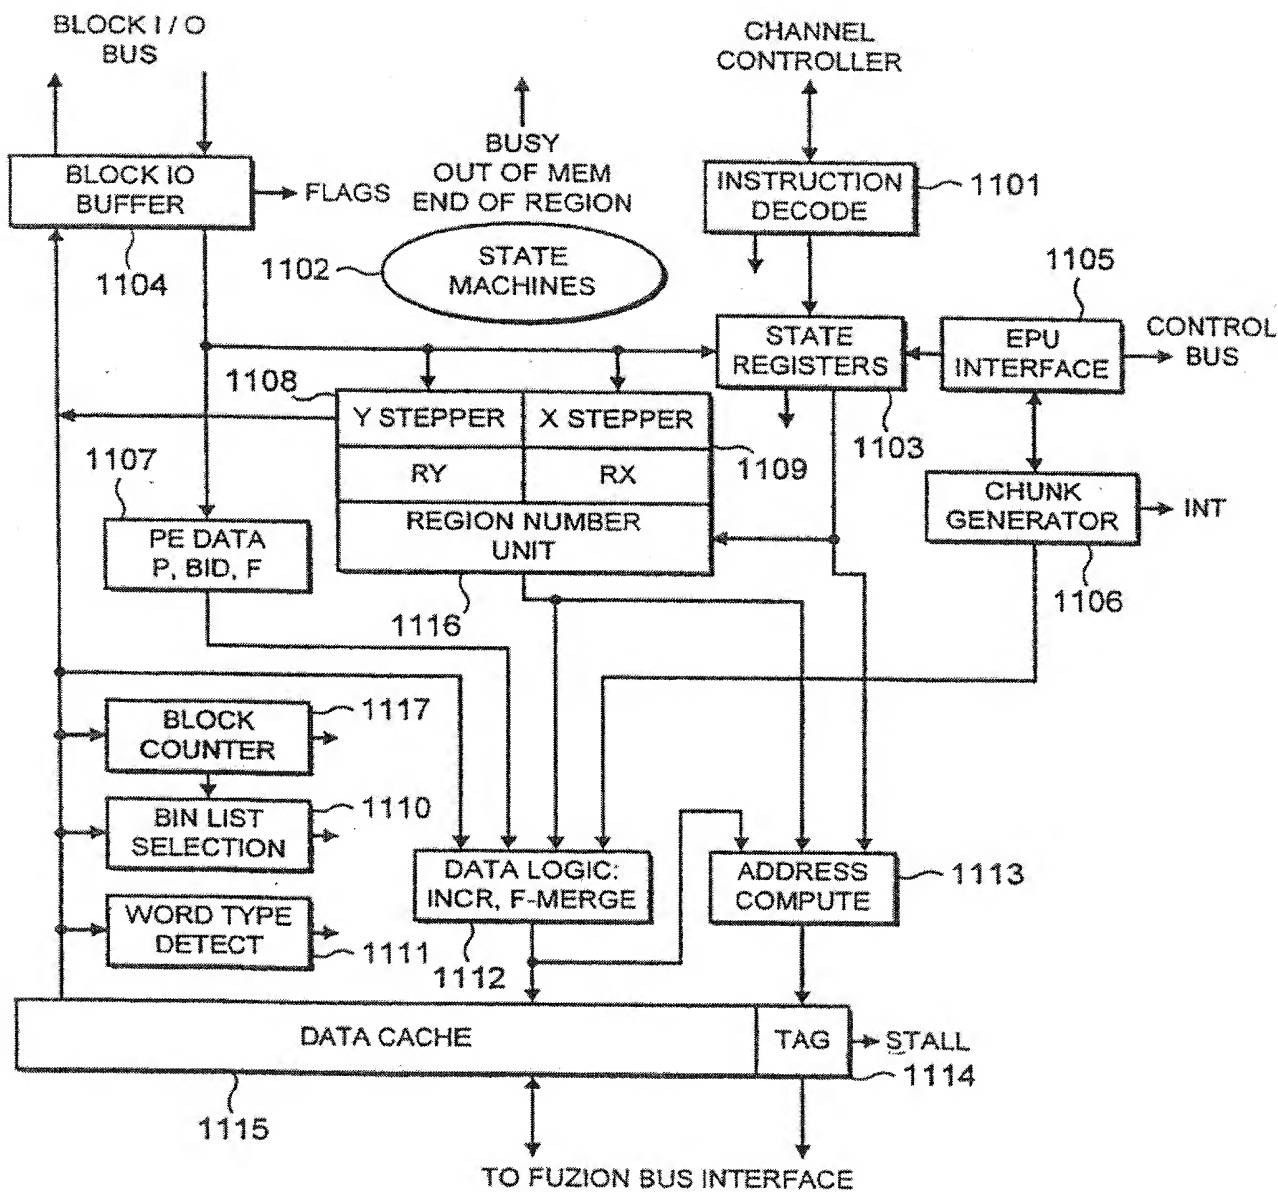 BLOCK I / O
BUS
CHANNEL
CONTROLLER
BUSY
OUT OF MEM
END OF REGION
BLOCK IO
BUFFER
FLAGS
INSTRUCTION
DECODE
1101
1104
1102
STATE
MACHINES
1105
STATE
REGISTERS
EPU
INTERFACE
CONTROL
BUS
1108
Y STEPPER
X STEPPER
1103
1107
RY
RX
1109
CHUNK
GENERATOR
INT
PE DATA
P, BID, F
REGION NUMBER
UNIT
1116
1106
BLOCK
COUNTER
1117
BIN LIST
SELECTION
1110
DATA LOGIC:
INCR, F-MERGE
ADDRESS
COMPUTE
1113
WORD TYPE
DETECT
1111
1112
DATA CACHE
TAG
STALL
1114
1115
TO FUZION BUS INTERFACE